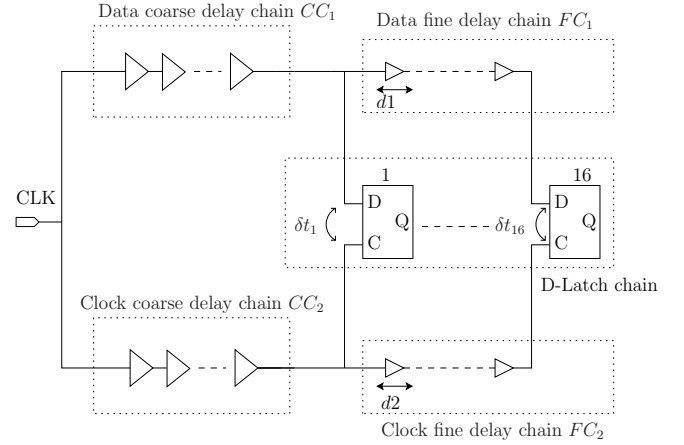 Data coarse delay chain CC₁
Data fine delay chain FC₁
d1
1
16
CLK
D
Q
C
δt₁
D
Q
C
δt₁₆
D-Latch chain
Clock coarse delay chain CC₂
d2
Clock fine delay chain FC₂